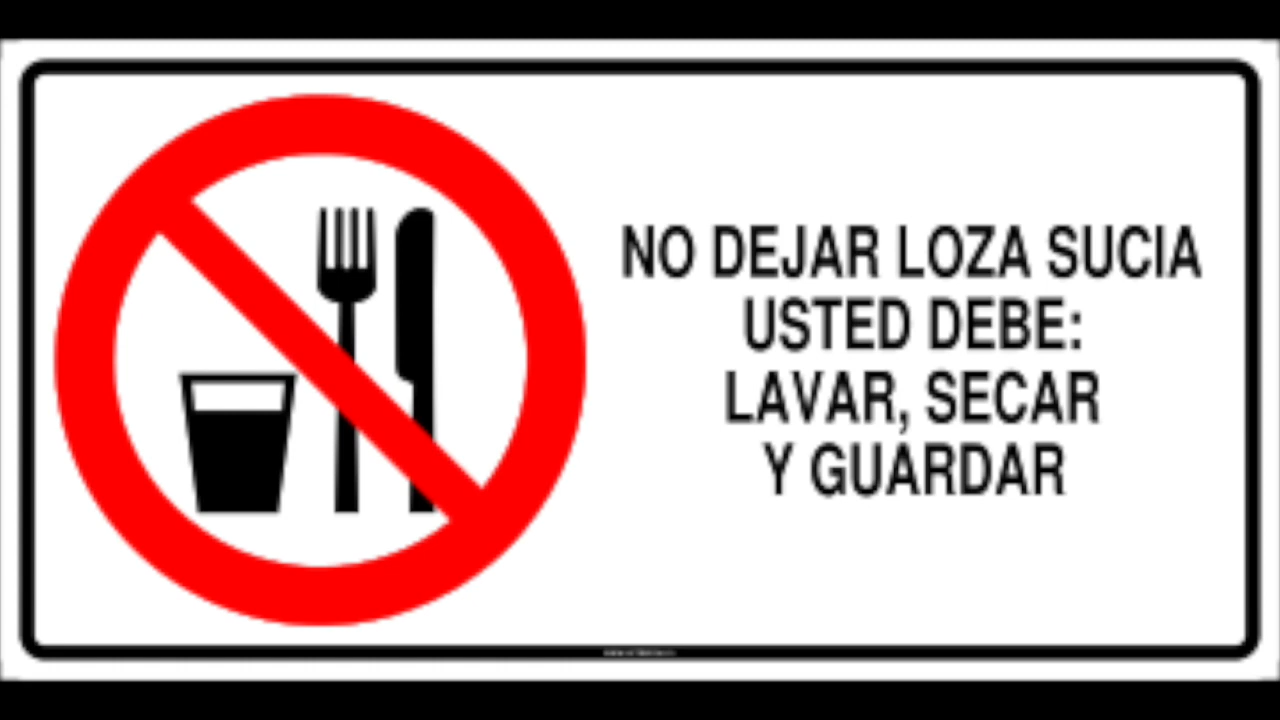 NO DEJAR LOZA SUCIA
USTED DEBE:
LAVAR, SECAR
Y GUARDAR